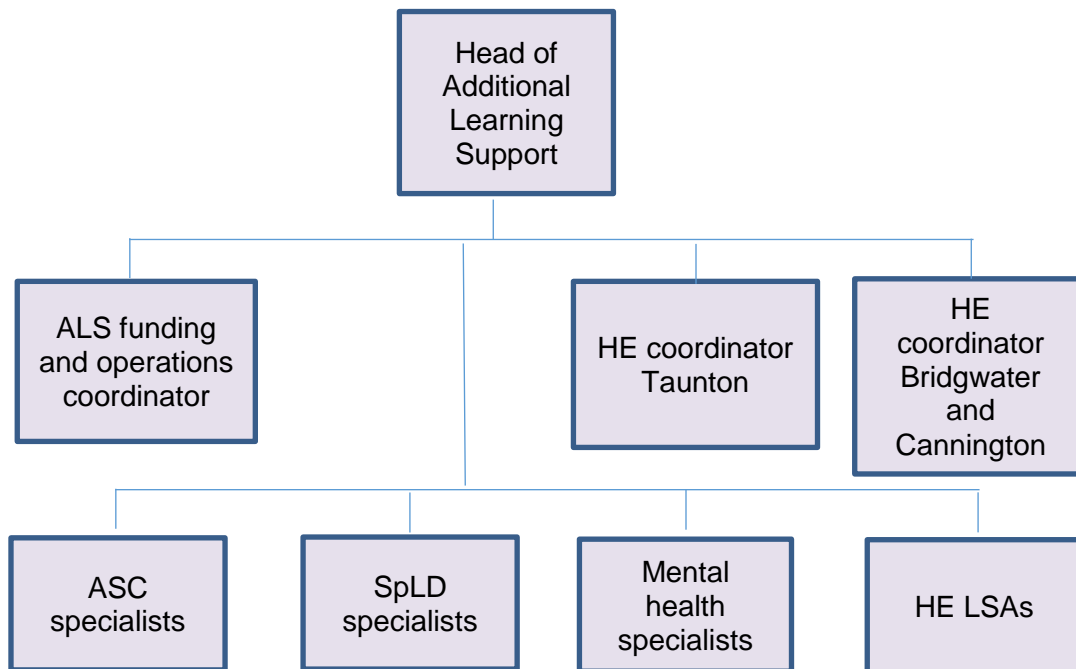 Head of
Additional
Learning
Support
ALS funding
and operations
coordinator
HE coordinator
Taunton
HE
coordinator
Bridgwater
and
Cannington
ASC
specialists
SpLD
specialists
Mental
health
specialists
HE LSAs